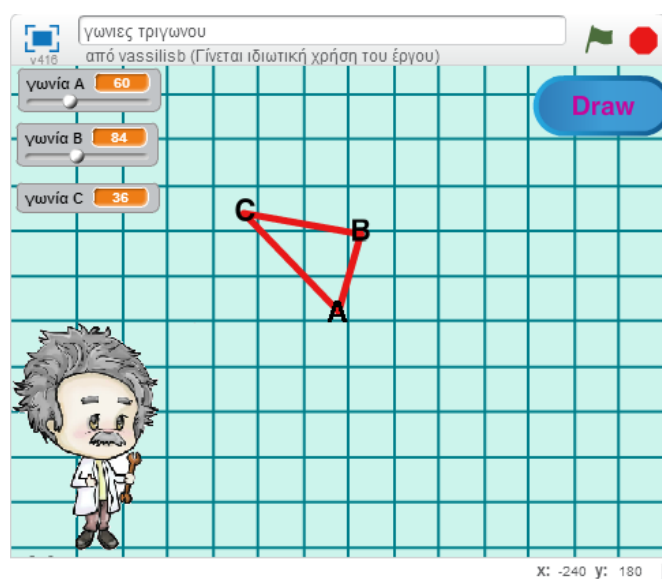 γωνιες τριγωνου
v416
από vassilisb (Γίνεται ιδιωτική χρήση του έργου)
γωνία A 60
Draw
γωνία B 84
γωνία C 36
C
B
A
x: -240 y: 180